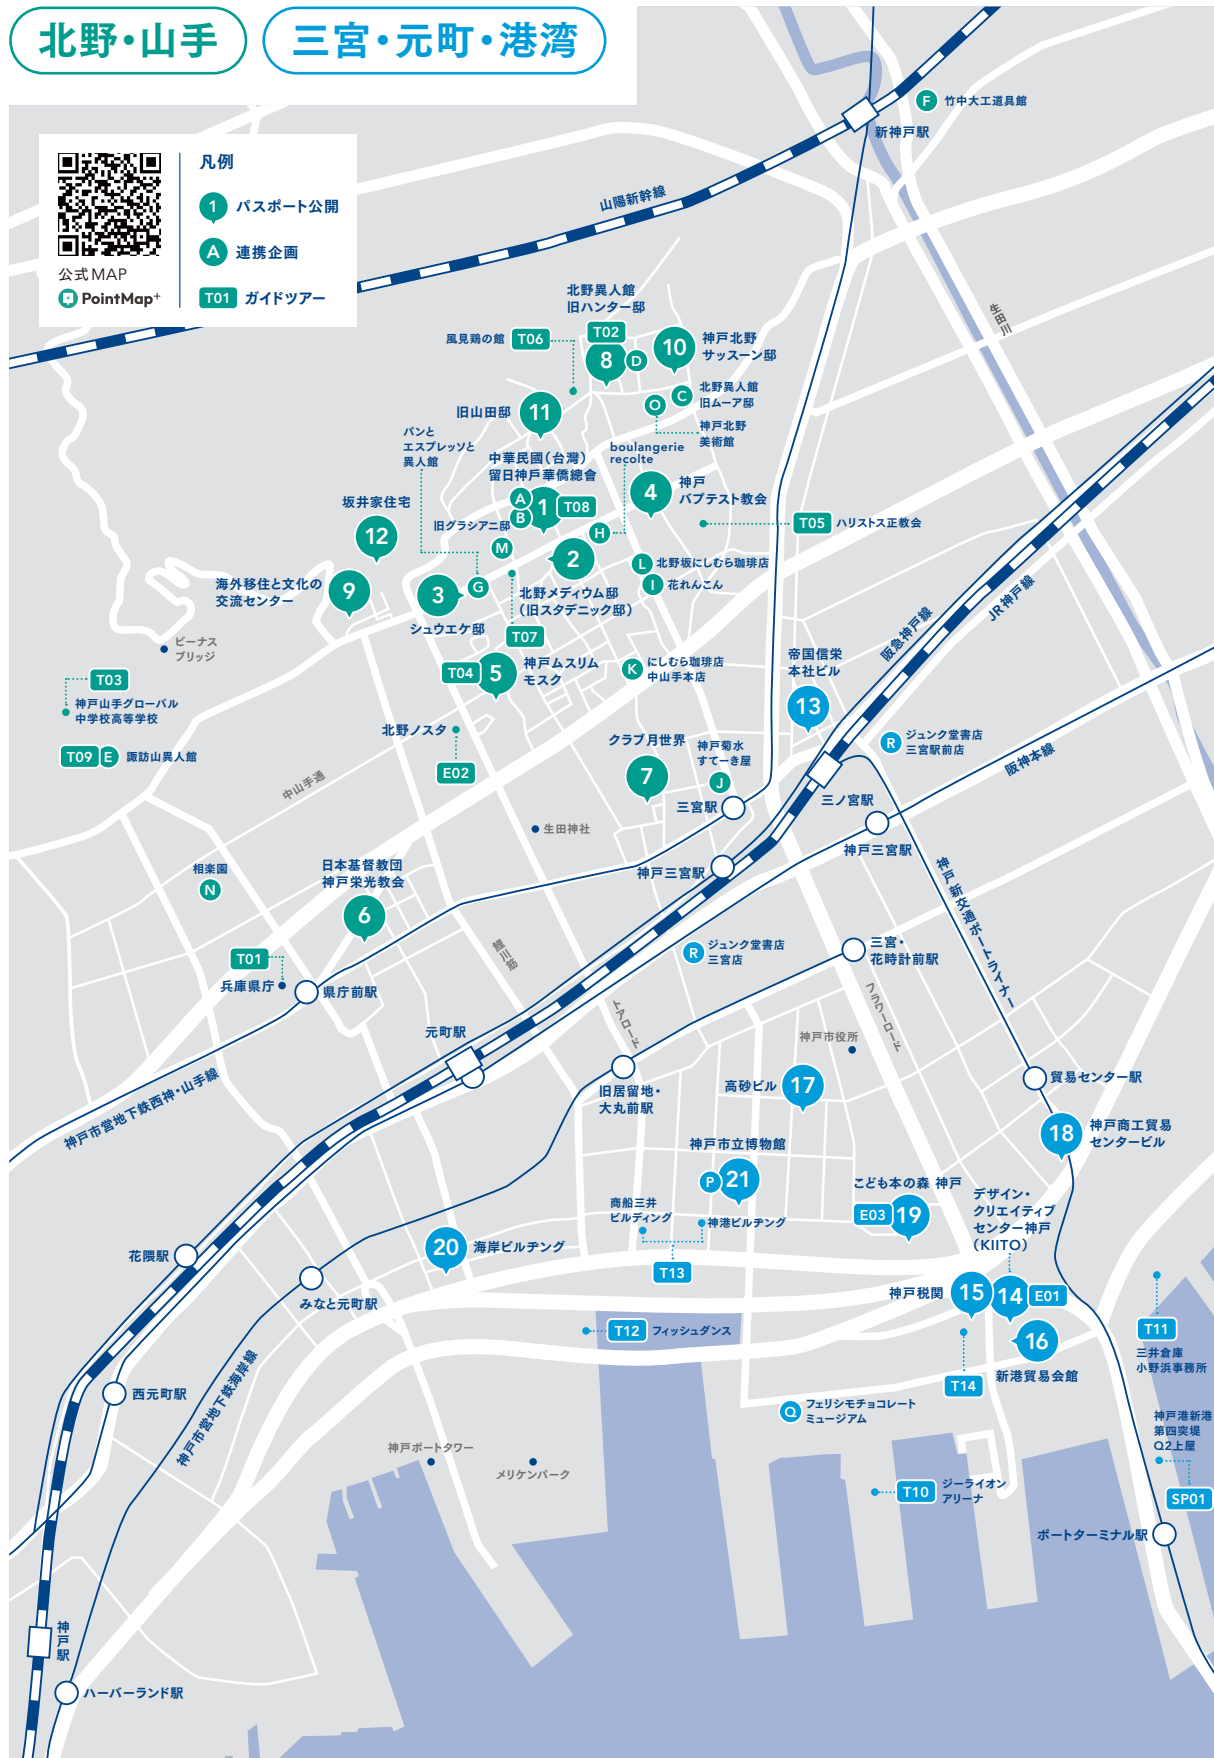 北野・山手
三宮・元町・港湾
凡例
1 パスポート公開
A 連携企画
T01 ガイドツアー
公式MAP
PointMap+
F 竹中大工道具館
新神戸駅
山陽新幹線
生田川
北野異人館
旧ハンター邸
T02
8
D
風見鶏の館 T06
10 神戸北野
サッスーン邸
C 北野異人館
旧ムーア邸
O
神戸北野
美術館
旧山田邸 11
パンと
エスプレッソと
異人館
中華民國(台灣)
留日神戸華僑總會
A
B
1 T08
boulangerie
recolte
H
4 神戸
バプテスト教会
T05 ハリストス正教会
坂井家住宅
12
旧グラシアニ邸
M
2
北野メディウム邸
(旧スタデニック邸)
L 北野坂にしむら珈琲店
I 花れんこん
海外移住と文化の
交流センター
9
3 G
シュウエケ邸
T07
ビーナス
ブリッジ
T03
神戸山手グローバル
中学校高等学校
T09 E 諏訪山異人館
T04 5 神戸ムスリム
モスク
K にしむら珈琲店
中山手本店
帝国信栄
本社ビル
13
阪急神戸線
JR神戸線
R ジュンク堂書店
三宮駅前店
阪神本線
北野ノスタ
E02
クラブ月世界
7
神戸菊水
すてーき屋
J
中山手通
三宮駅
三ノ宮駅
神戸三宮駅
生田神社
神戸三宮駅
神戸新交通ポートライナー
相楽園
N
日本基督教団
神戸栄光教会
6
T01
兵庫県庁
県庁前駅
鯉川筋
R ジュンク堂書店
三宮店
三宮・
花時計前駅
フラワーロード
トアロード
元町駅
神戸市役所
神戸市営地下鉄西神・山手線
旧居留地・
大丸前駅
高砂ビル 17
貿易センター駅
18 神戸商工貿易
センタービル
神戸市立博物館
P 21
こども本の森 神戸
E03 19
デザイン・
クリエイティブ
センター神戸
(KIITO)
商船三井
ビルディング
神港ビルヂング
T13
20 海岸ビルヂング
花隈駅
みなと元町駅
神戸税関 15 14 E01
16
新港貿易会館
T11
三井倉庫
小野浜事務所
T12 フィッシュダンス
T14
西元町駅
神戸市営地下鉄海岸線
Q フェリシモチョコレート
ミュージアム
神戸港新港
第四突堤
Q2上屋
SP01
神戸ポートタワー
メリケンパーク
T10 ジーライオン
アリーナ
ポートターミナル駅
神戸駅
ハーバーランド駅